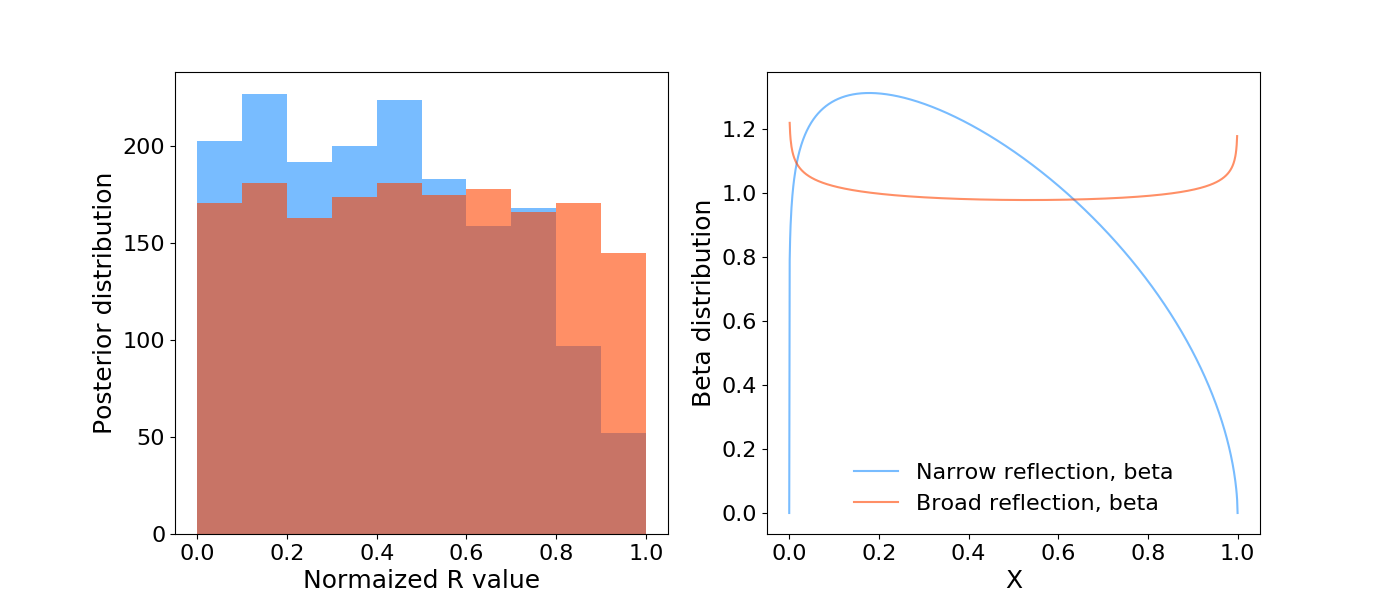 Posterior distribution
200
150
100
50
0
0.0 0.2 0.4 0.6 0.8 1.0
Normaized R value
Beta distribution
1.2
1.0
0.8
0.6
0.4
0.2
0.0
Narrow reflection, beta
Broad reflection, beta
0.0 0.2 0.4 0.6 0.8 1.0
X